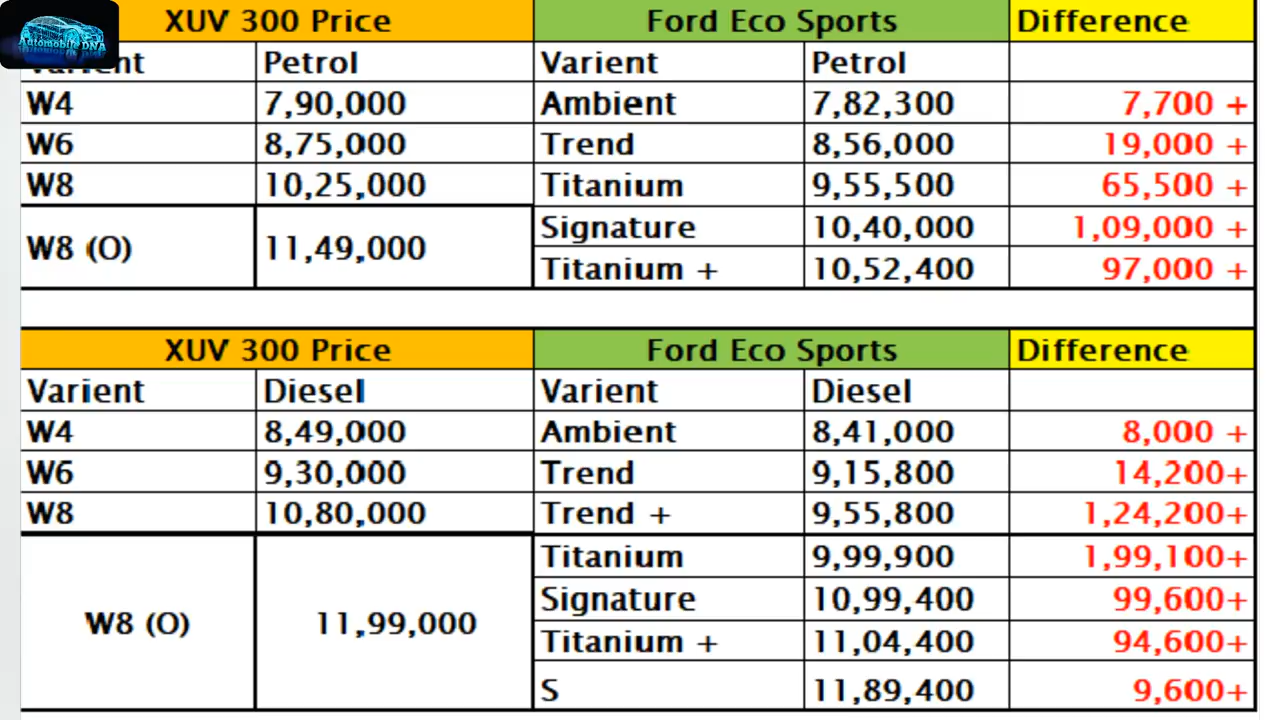 Automobile DNA
XUV 300 Price Ford Eco Sports Difference
Petrol Varient Petrol
W4 7,90,000 Ambient 7,82,300 7,700 +
W6 8,75,000 Trend 8,56,000 19,000 +
W8 10,25,000 Titanium 9,55,500 65,500 +
W8 (O) 11,49,000 Signature 10,40,000 1,09,000 +
Titanium + 10,52,400 97,000 +
XUV 300 Price Ford Eco Sports Difference
Varient Diesel Varient Diesel
W4 8,49,000 Ambient 8,41,000 8,000 +
W6 9,30,000 Trend 9,15,800 14,200+
W8 10,80,000 Trend + 9,55,800 1,24,200+
Titanium 9,99,900 1,99,100+
W8 (O) 11,99,000 Signature 10,99,400 99,600+
Titanium + 11,04,400 94,600+
S 11,89,400 9,600+